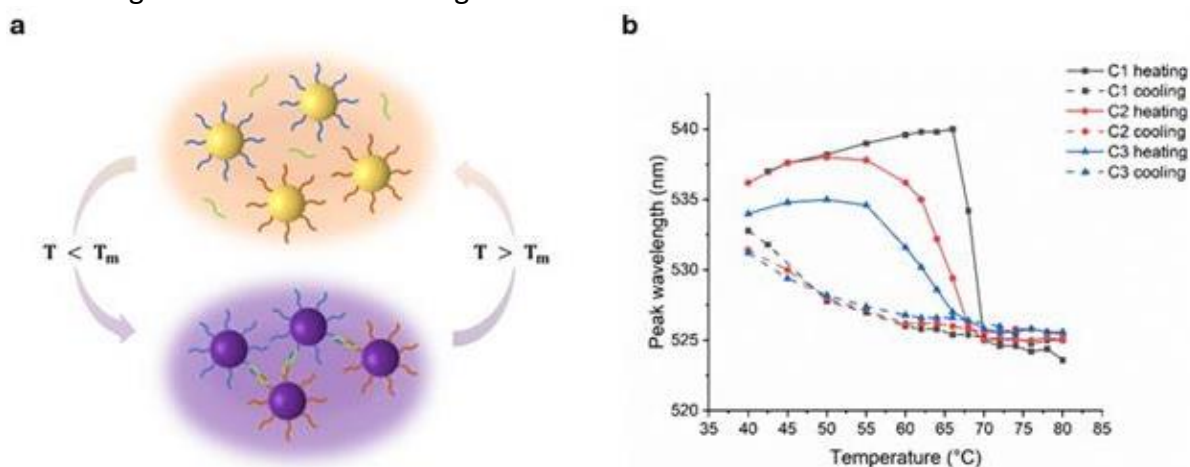 a
T < Tm
T > Tm
b
C1 heating
C1 cooling
C2 heating
C2 cooling
C3 heating
C3 cooling
Peak wavelength (nm)
540
535
530
525
520
35 40 45 50 55 60 65 70 75 80 85
Temperature (°C)